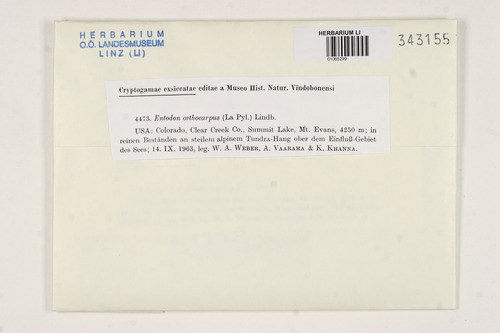 HERBARIUM
O.Ö. LANDESMUSEUM
LINZ (LI)
HERBARIUM LI
01065299
343155
Cryptogamae exsiccatae editae a Museo Hist. Natur. Vindobonensi
4473. Entodon orthocarpus (La Pyl.) Lindb.
USA: Colorado, Clear Creek Co., Summit Lake, Mt. Evans, 4250 m; in
reinen Beständen an steilem alpinem Tundra-Hang ober dem Einfluß-Gebiet
des Sees; 14. IX. 1963, leg. W. A. Weber, A. Vaarama & K. Khanna.